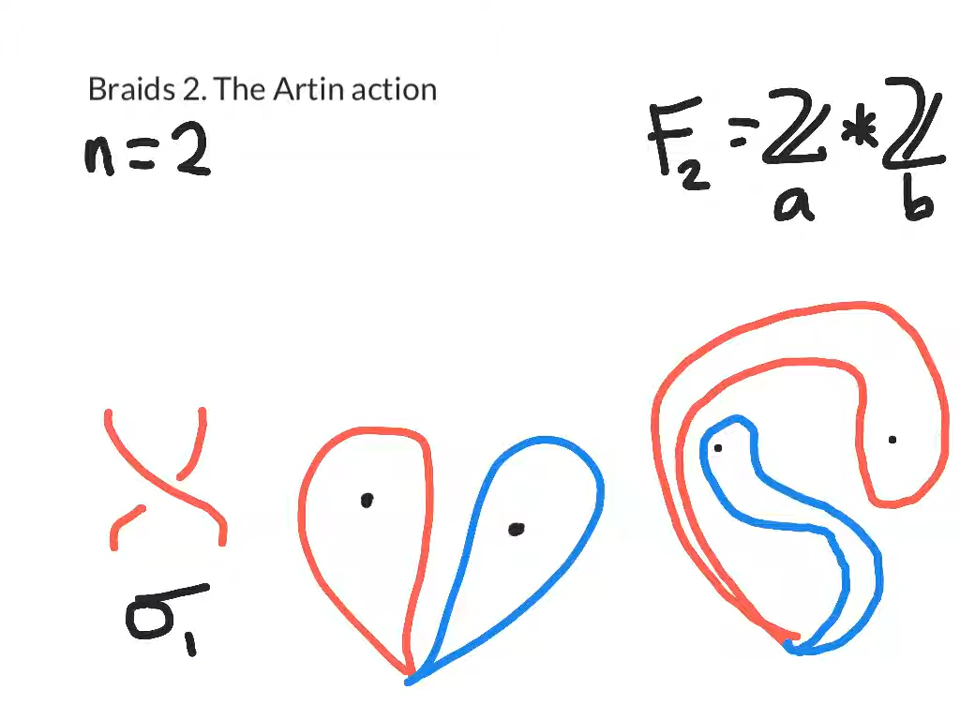 Braids 2. The Artin action
n = 2
F₂ = ℤ * ℤ
a b
σ₁